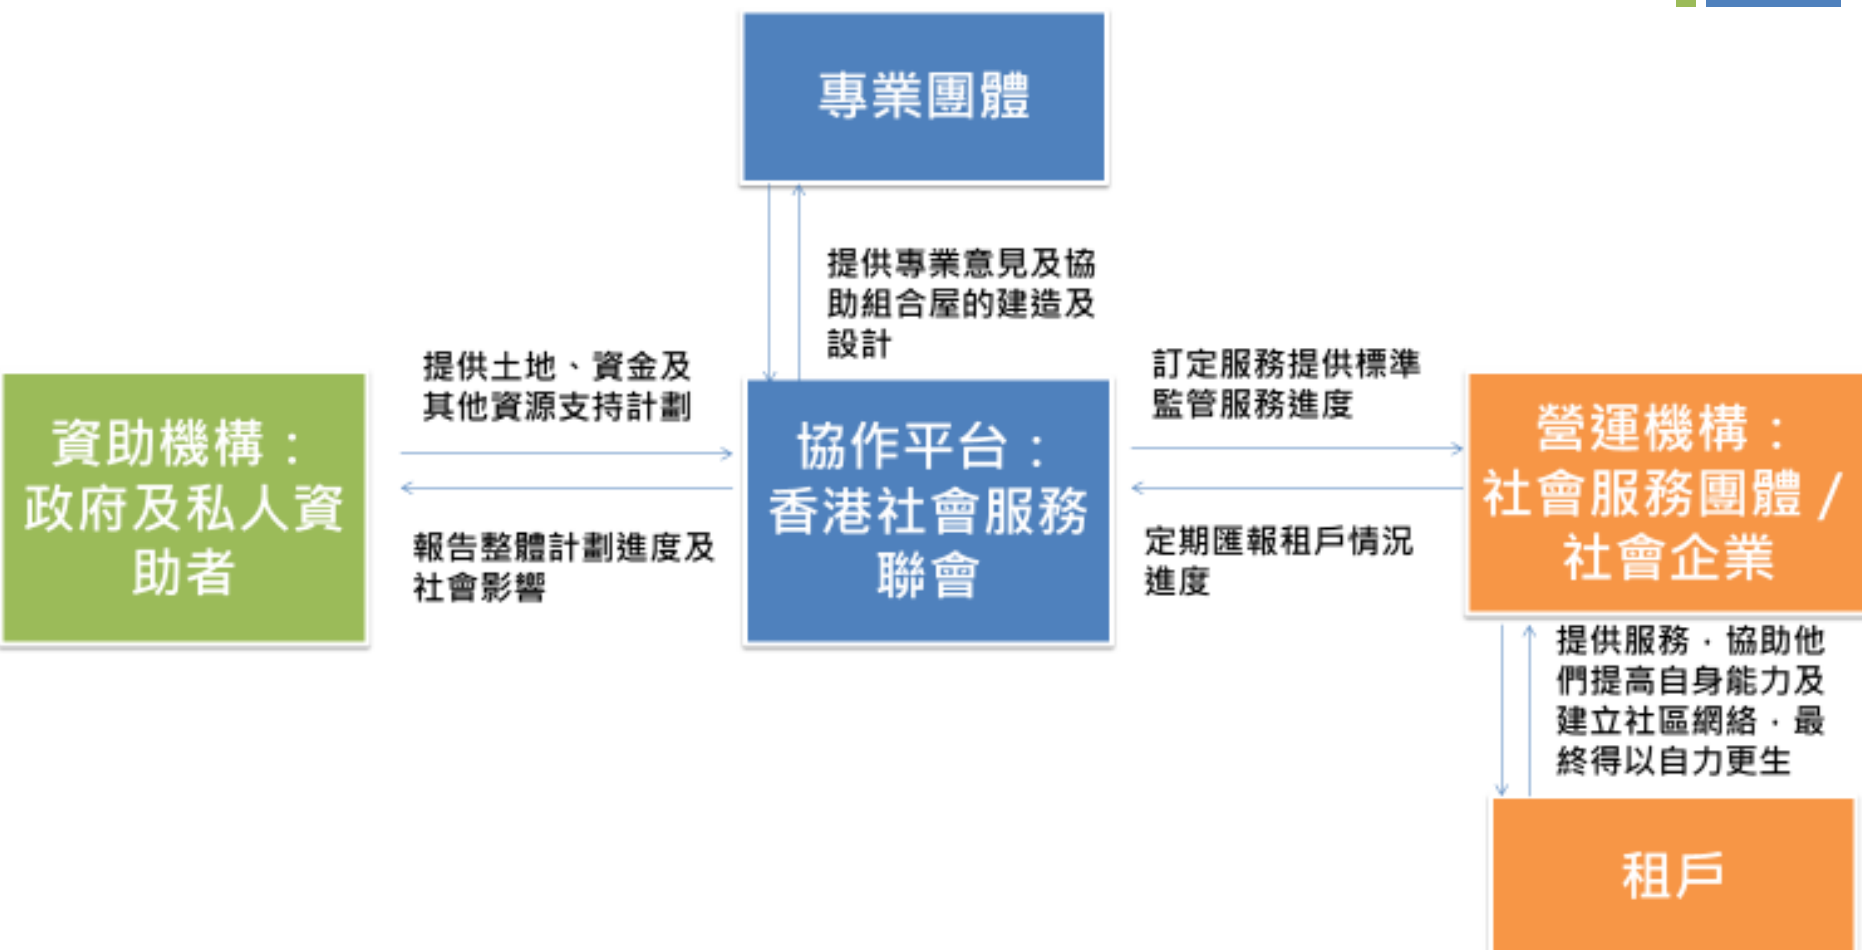 專業團體
提供專業意見及協
助組合屋的建造及
設計
提供土地、資金及
其他資源支持計劃
訂定服務提供標準
監管服務進度
資助機構：
政府及私人資
助者
協作平台：
香港社會服務
聯會
營運機構：
社會服務團體 /
社會企業
報告整體計劃進度及
社會影響
定期匯報租戶情況
進度
提供服務，協助他
們提高自身能力及
建立社區網絡，最
終得以自力更生
租戶